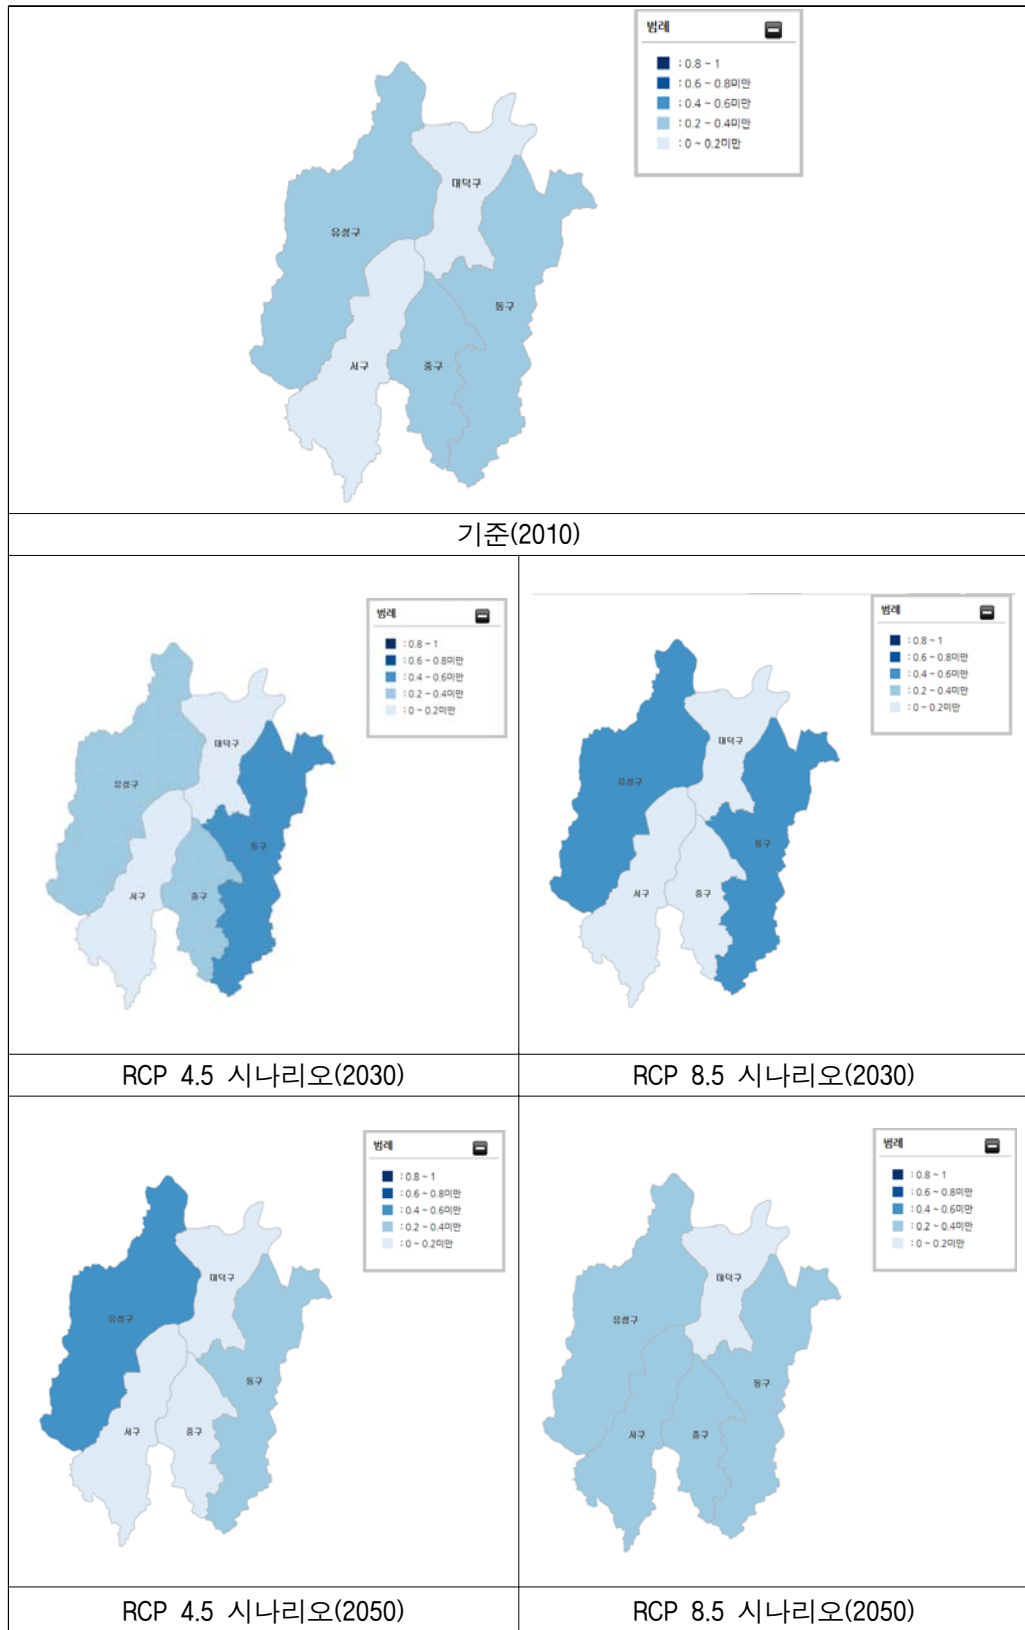 범례
: 0.8 ~ 1
: 0.6 ~ 0.8미만
: 0.4 ~ 0.6미만
: 0.2 ~ 0.4미만
: 0 ~ 0.2미만
대덕구
유성구
동구
서구
중구
기준(2010)
범례
: 0.8 ~ 1
: 0.6 ~ 0.8미만
: 0.4 ~ 0.6미만
: 0.2 ~ 0.4미만
: 0 ~ 0.2미만
대덕구
유성구
동구
서구
중구
RCP 4.5 시나리오(2030)
범례
: 0.8 ~ 1
: 0.6 ~ 0.8미만
: 0.4 ~ 0.6미만
: 0.2 ~ 0.4미만
: 0 ~ 0.2미만
대덕구
유성구
동구
서구
중구
RCP 8.5 시나리오(2030)
범례
: 0.8 ~ 1
: 0.6 ~ 0.8미만
: 0.4 ~ 0.6미만
: 0.2 ~ 0.4미만
: 0 ~ 0.2미만
대덕구
유성구
동구
서구
중구
RCP 4.5 시나리오(2050)
범례
: 0.8 ~ 1
: 0.6 ~ 0.8미만
: 0.4 ~ 0.6미만
: 0.2 ~ 0.4미만
: 0 ~ 0.2미만
대덕구
유성구
동구
서구
중구
RCP 8.5 시나리오(2050)